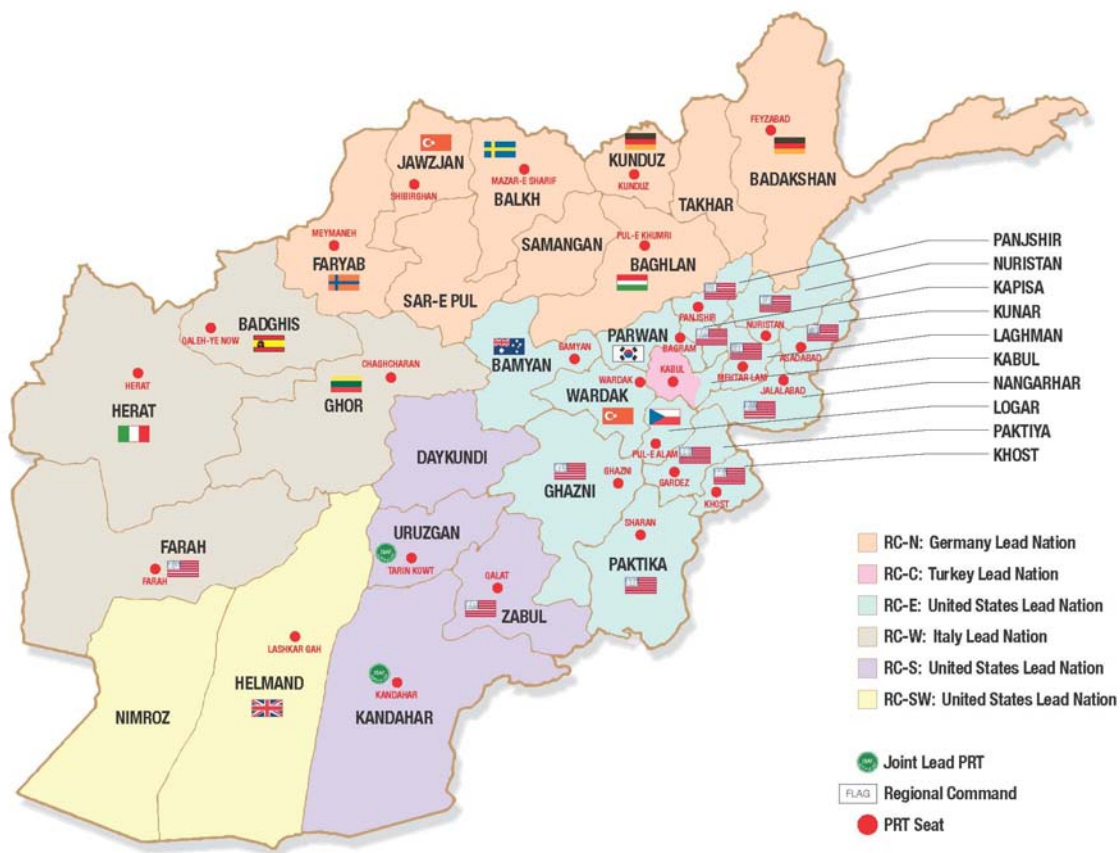 FEYZABAD
BADAKSHAN
JAWZJAN
SHIBIRGHAN
MAZAR-E SHARIF
BALKH
KUNDUZ
KUNDUZ
TAKHAR
MEYMANEH
FARYAB
SAMANGAN
PUL-E KHUMRI
BAGHLAN
SAR-E PUL
QALEH-YE NOW
BADGHIS
CHAGHCHARAN
GHOR
HERAT
HERAT
BAMYAN
BAMYAN
PARWAN
BAGRAM
PANJSHIR
NURISTAN
ASADABAD
MEHTAR LAM
JALALABAD
KABUL
WARDAK
WARDAK
PUL-E ALAM
GARDEZ
KHOST
DAYKUNDI
GHAZNI
GHAZNI
SHARAN
PAKTIKA
URUZGAN
TARIN KOWT
QALAT
ZABUL
FARAH
FARAH
LASHKAR GAH
HELMAND
NIMROZ
KANDAHAR
KANDAHAR
PANJSHIR
NURISTAN
KAPISA
KUNAR
LAGHMAN
KABUL
NANGARHAR
LOGAR
PAKTIYA
KHOST
RC-N: Germany Lead Nation
RC-C: Turkey Lead Nation
RC-E: United States Lead Nation
RC-W: Italy Lead Nation
RC-S: United States Lead Nation
RC-SW: United States Lead Nation
Joint Lead PRT
FLAG Regional Command
PRT Seat